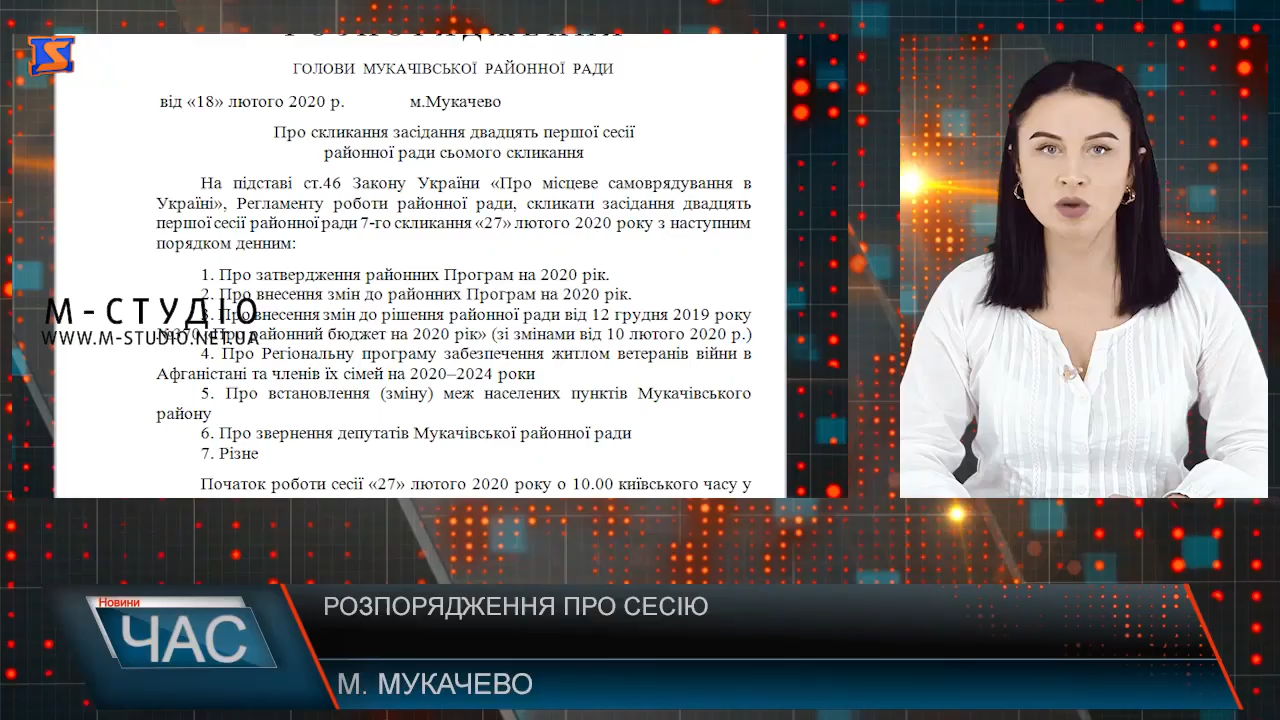 РОЗПОРЯДЖЕННЯ
ГОЛОВИ МУКАЧІВСЬКОЇ РАЙОННОЇ РАДИ
від «18» лютого 2020 р. м.Мукачево
Про скликання засідання двадцять першої сесії
районної ради сьомого скликання
На підставі ст.46 Закону України «Про місцеве самоврядування в
Україні», Регламенту роботи районної ради, скликати засідання двадцять
першої сесії районної ради 7-го скликання «27» лютого 2020 року з наступним
порядком денним:
1. Про затвердження районних Програм на 2020 рік.
2. Про внесення змін до районних Програм на 2020 рік.
3. Про внесення змін до рішення районної ради від 12 грудня 2019 року
«Про районний бюджет на 2020 рік» (зі змінами від 10 лютого 2020 р.)
4. Про Регіональну програму забезпечення житлом ветеранів війни в
Афганістані та членів їх сімей на 2020–2024 роки
5. Про встановлення (зміну) меж населених пунктів Мукачівського
району
6. Про звернення депутатів Мукачівської районної ради
7. Різне
Початок роботи сесії «27» лютого 2020 року о 10.00 київського часу у
М-СТУДІО
WWW.M-STUDIO.NET.UA
Новини
ЧАС
РОЗПОРЯДЖЕННЯ ПРО СЕСІЮ
М. МУКАЧЕВО